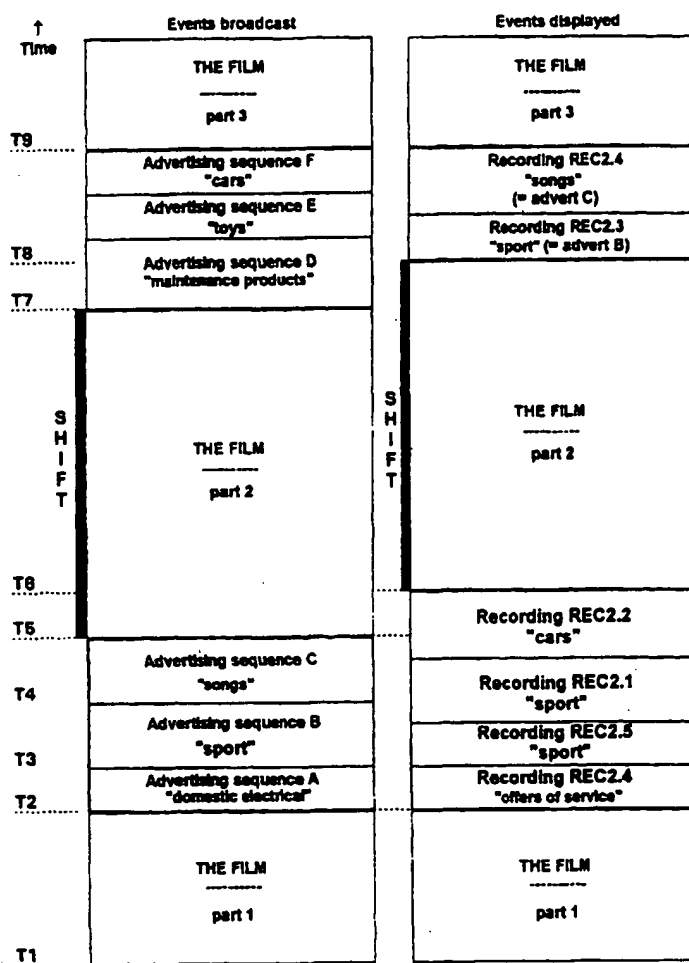 ↑
Time
Events broadcast
Events displayed
THE FILM
part 3
THE FILM
part 3
T9
Advertising sequence F
"cars"
Recording REC2.4
"songs"
(= advert C)
Advertising sequence E
"toys"
Recording REC2.3
"sport" (= advert B)
T8
Advertising sequence D
"maintenance products"
T7
SHIFT
THE FILM
part 2
SHIFT
THE FILM
part 2
T6
Recording REC2.2
"cars"
T5
Advertising sequence C
"songs"
Recording REC2.1
"sport"
T4
Advertising sequence B
"sport"
Recording REC2.5
"sport"
T3
Advertising sequence A
"domestic electrical"
Recording REC2.4
"offers of service"
T2
THE FILM
part 1
THE FILM
part 1
T1